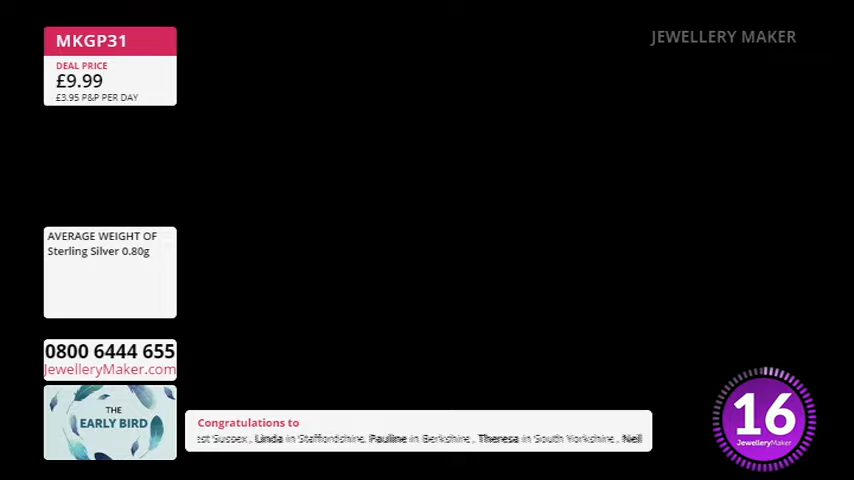 MKGP31
DEAL PRICE
£9.99
£3.95 P&P PER DAY
JEWELLERY MAKER
AVERAGE WEIGHT OF
Sterling Silver 0.80g
0800 6444 655
JewelleryMaker.com
THE
EARLY BIRD
Congratulations to
est Sussex, Linda in Staffordshire, Pauline in Berkshire, Theresa in South Yorkshire, Neil
16
JewelleryMaker